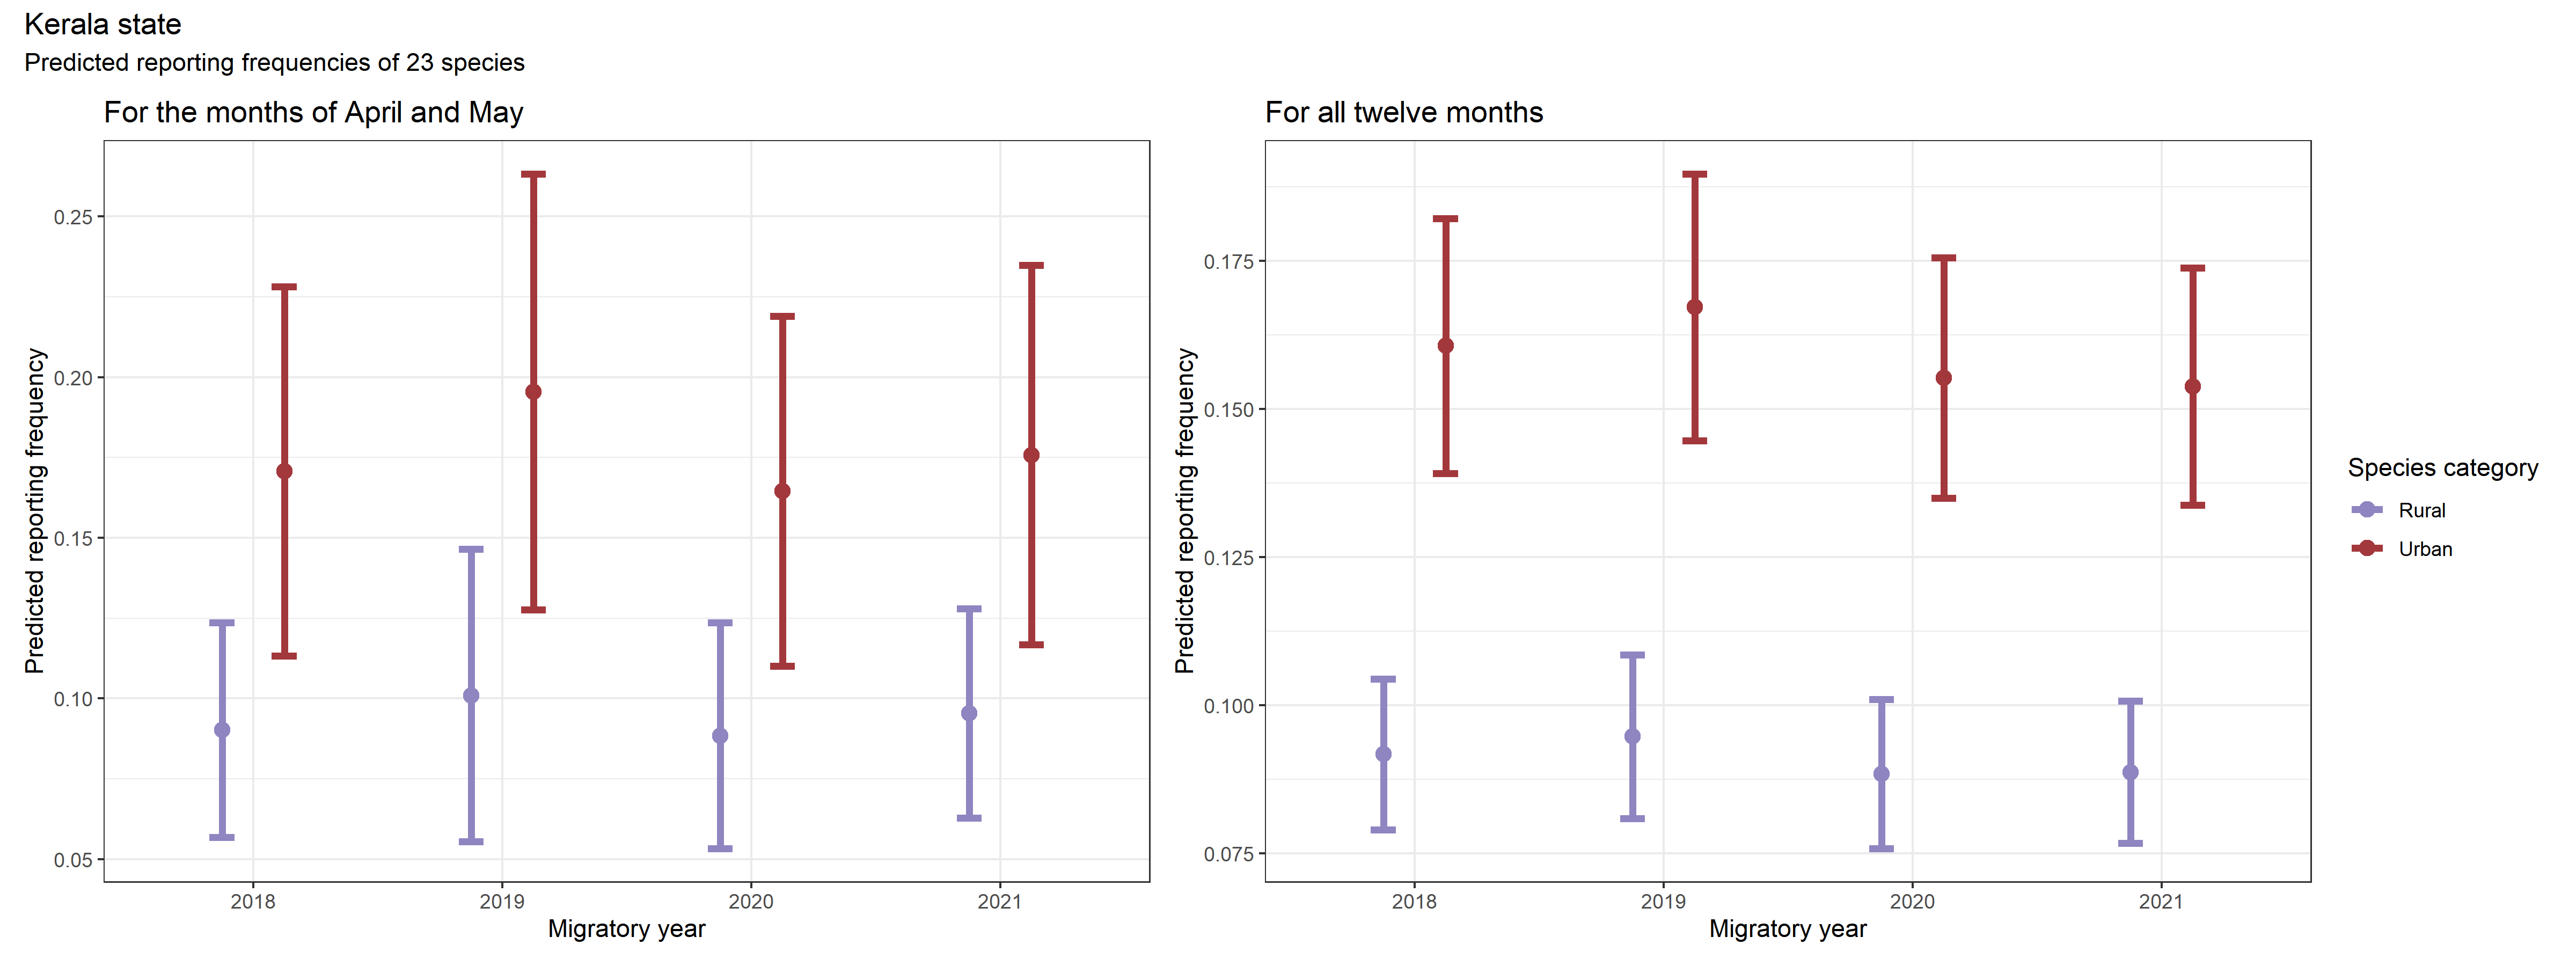 Kerala state
Predicted reporting frequencies of 23 species
For the months of April and May
Predicted reporting frequency
0.25
0.20
0.15
0.10
0.05
2018 2019 2020 2021
Migratory year
For all twelve months
Predicted reporting frequency
0.175
0.150
0.125
0.100
0.075
2018 2019 2020 2021
Migratory year
Species category
Rural
Urban